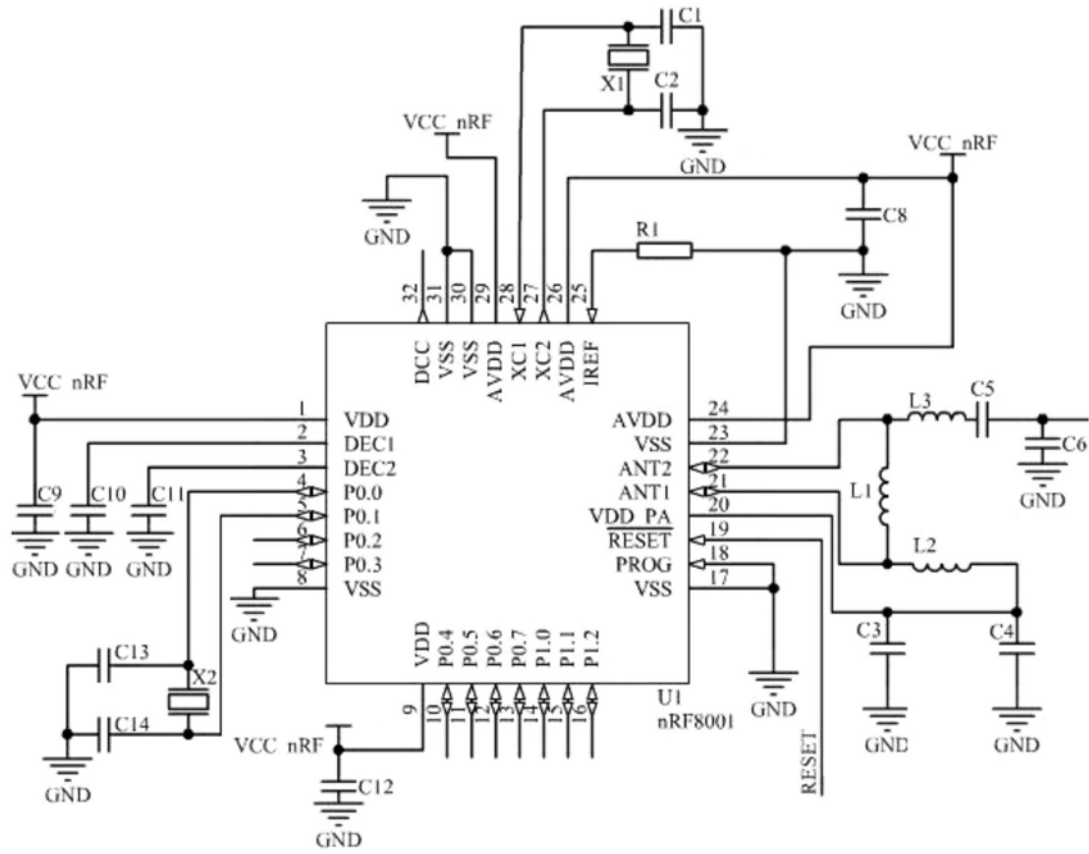 C1
X1
C2
VCC nRF
GND
VCC nRF
GND
C8
R1
GND
32
31
30
29
28
27
26
25
DCC
VSS
VSS
AVDD
XC1
XC2
AVDD
IREF
VCC nRF
1
VDD
2
DEC1
3
DEC2
4
P0.0
5
P0.1
6
P0.2
7
P0.3
8
VSS
AVDD
24
VSS
23
ANT2
22
ANT1
21
VDD PA
20
RESET
19
PROG
18
VSS
17
L3
C5
C6
GND
L1
L2
C9
C10
C11
GND
GND
GND
GND
C3
C4
GND
GND
GND
VDD
P0.4
P0.5
P0.6
P0.7
P1.0
P1.1
P1.2
9
10
11
12
13
14
15
16
U1
nRF8001
C13
X2
C14
GND
VCC nRF
C12
GND
RESET